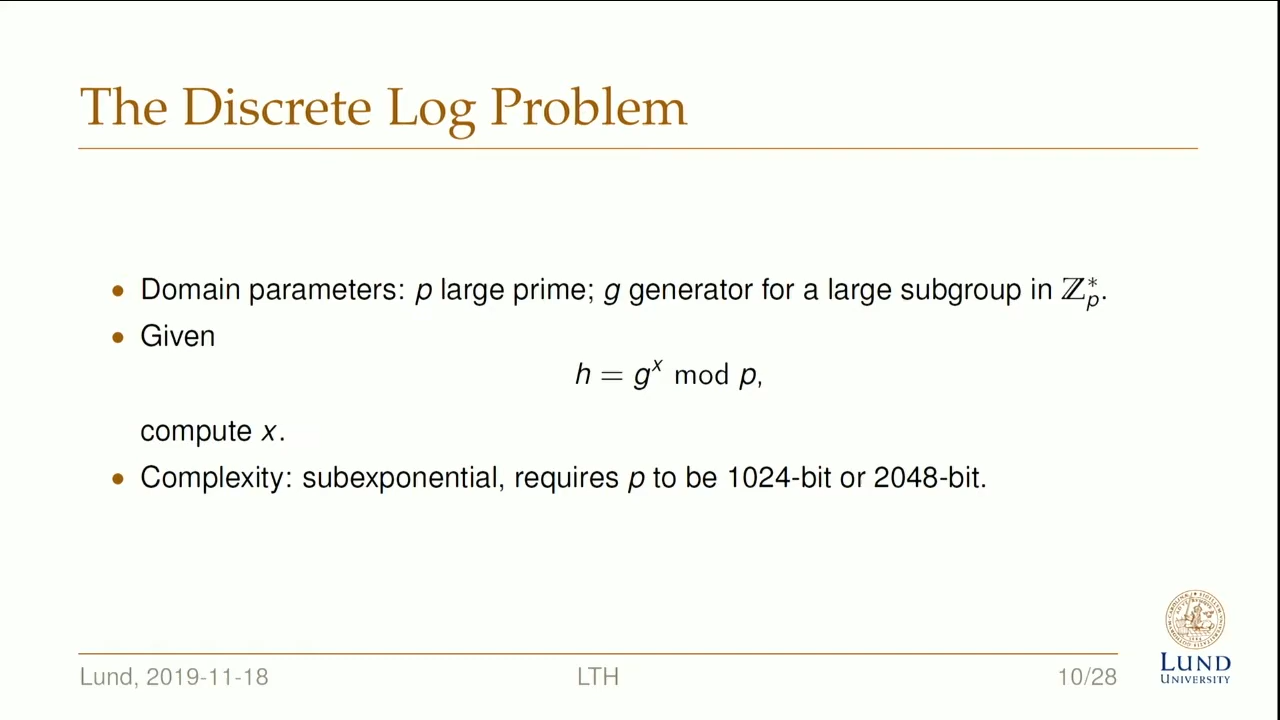 The Discrete Log Problem
• Domain parameters: p large prime; g generator for a large subgroup in ℤ*ₚ.
• Given
h = gˣ mod p,
compute x.
• Complexity: subexponential, requires p to be 1024-bit or 2048-bit.
LUND
UNIVERSITY
Lund, 2019-11-18
LTH
10/28